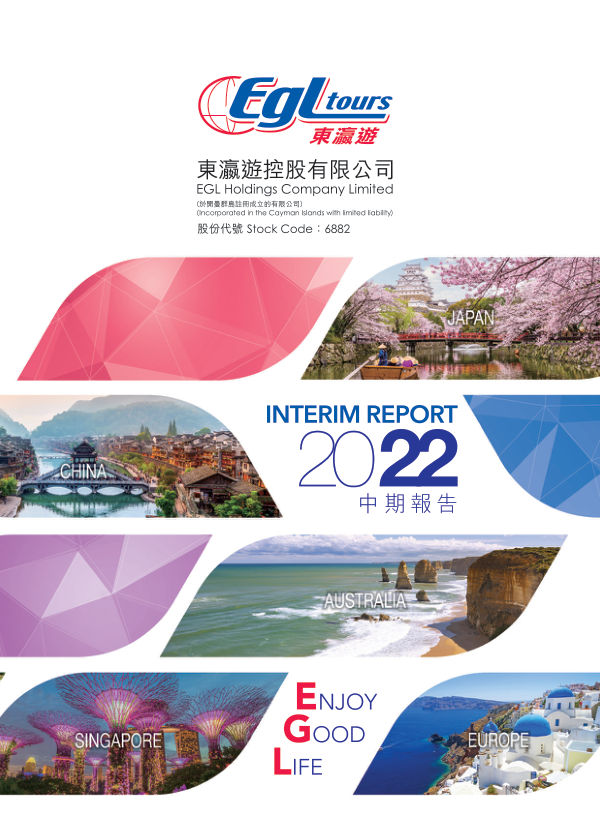 EGL tours
東瀛遊
東瀛遊控股有限公司
EGL Holdings Company Limited
(於開曼群島註冊成立的有限公司)
(Incorporated in the Cayman Islands with limited liability)
股份代號 Stock Code：6882
JAPAN
INTERIM REPORT
2022
中期報告
CHINA
AUSTRALIA
SINGAPORE
ENJOY
GOOD
LIFE
EUROPE